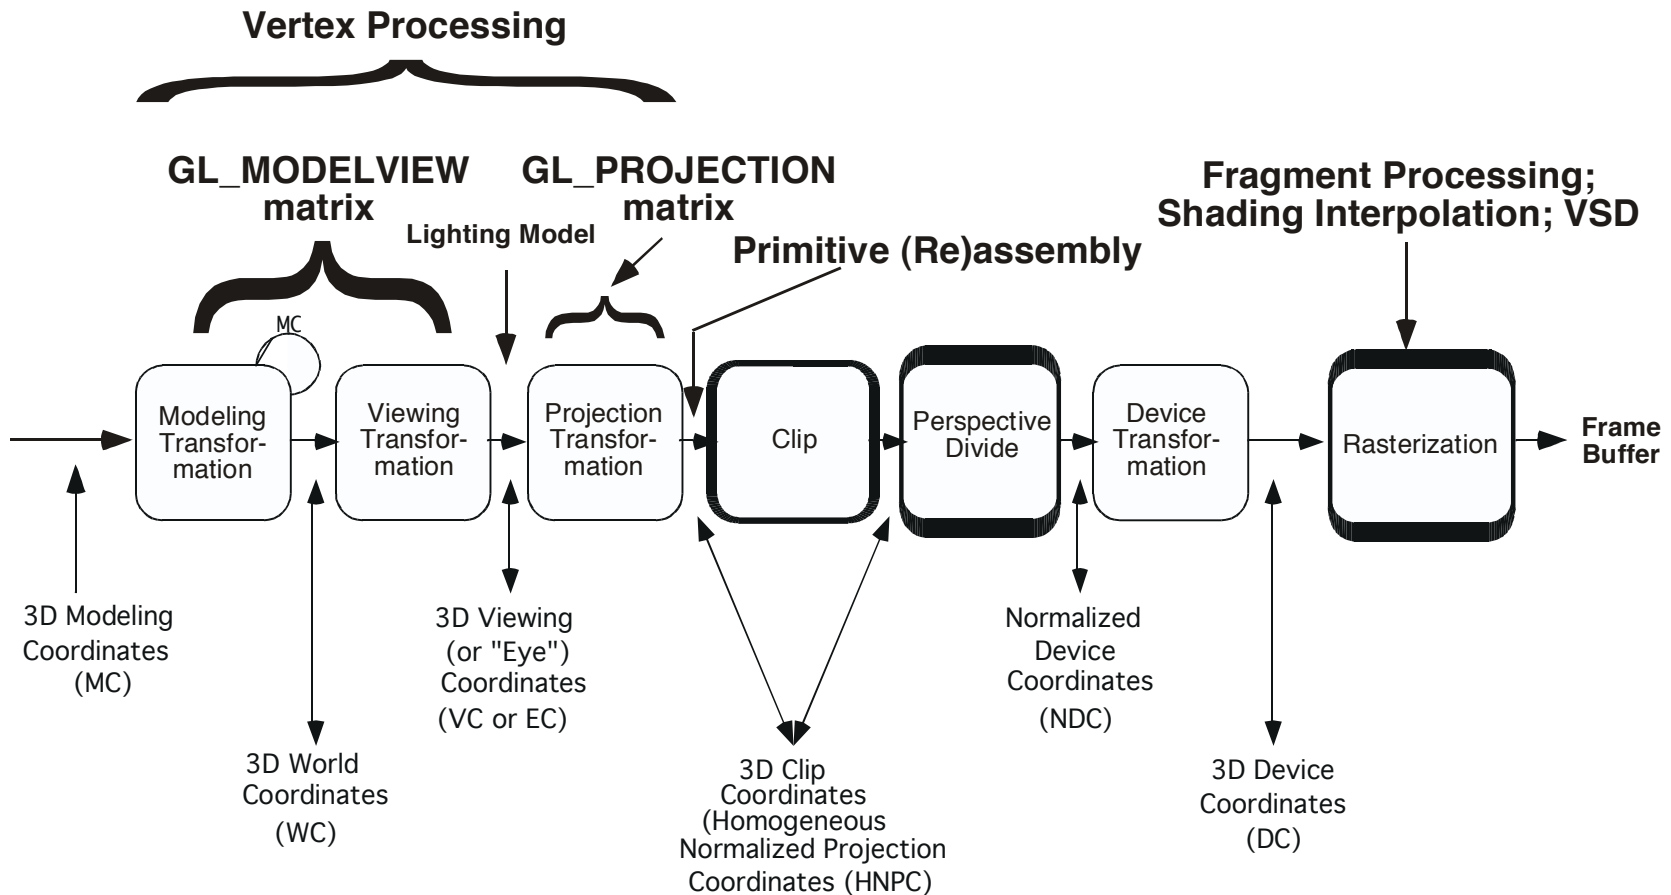 Vertex Processing
GL_MODELVIEW
matrix
GL_PROJECTION
matrix
Lighting Model
Primitive (Re)assembly
Fragment Processing;
Shading Interpolation; VSD
MC
Modeling
Transfor-
mation
Viewing
Transfor-
mation
Projection
Transfor-
mation
Clip
Perspective
Divide
Device
Transfor-
mation
Rasterization
Frame
Buffer
3D Modeling
Coordinates
(MC)
3D World
Coordinates
(WC)
3D Viewing
(or "Eye")
Coordinates
(VC or EC)
3D Clip
Coordinates
(Homogeneous
Normalized Projection
Coordinates (HNPC)
Normalized
Device
Coordinates
(NDC)
3D Device
Coordinates
(DC)